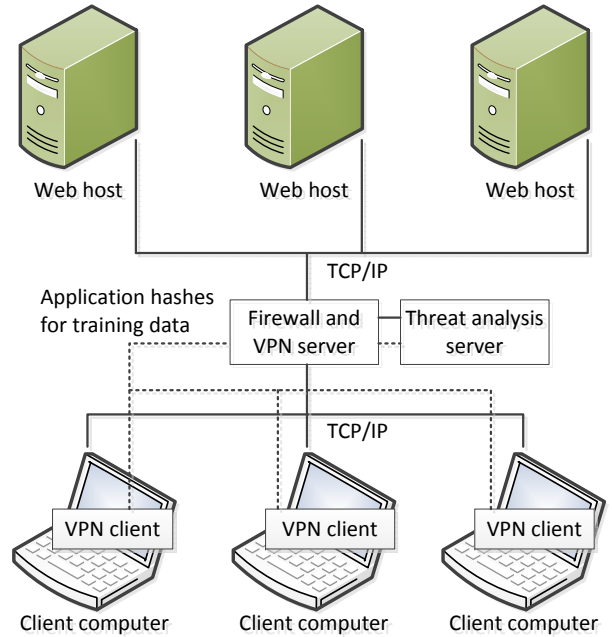 Web host
Web host
Web host
TCP/IP
Application hashes
for training data
Firewall and
VPN server
Threat analysis
server
TCP/IP
VPN client
VPN client
VPN client
Client computer
Client computer
Client computer